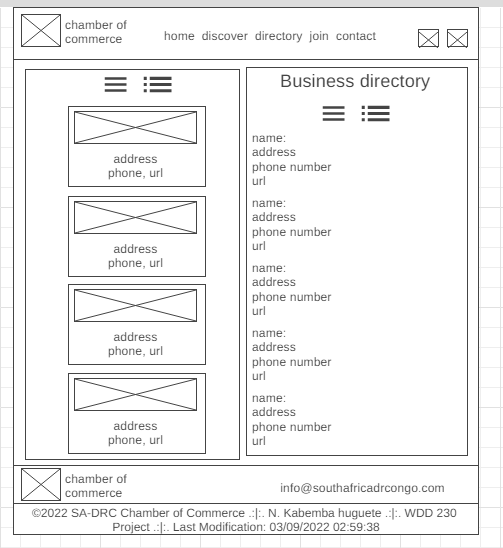 chamber of
commerce
home discover directory join contact
address
phone, url
address
phone, url
address
phone, url
address
phone, url
Business directory
name:
address
phone number
url
name:
address
phone number
url
name:
address
phone number
url
name:
address
phone number
url
name:
address
phone number
url
chamber of
commerce
info@southafricadrcongo.com
©2022 SA-DRC Chamber of Commerce .:|:. N. Kabemba huguete .:|:. WDD 230
Project .:|:. Last Modification: 03/09/2022 02:59:38